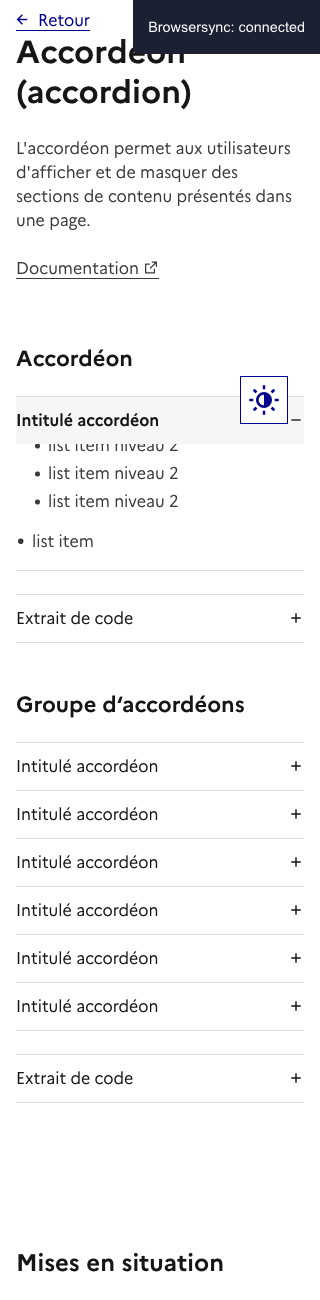 Retour
Browsersync: connected
Accordéon
(accordion)
L'accordéon permet aux utilisateurs
d'afficher et de masquer des
sections de contenu présentés dans
une page.
Documentation
Accordéon
Intitulé accordéon
list item niveau 2
list item niveau 2
list item niveau 2
list item
Extrait de code
Groupe d‘accordéons
Intitulé accordéon
Intitulé accordéon
Intitulé accordéon
Intitulé accordéon
Intitulé accordéon
Intitulé accordéon
Extrait de code
Mises en situation